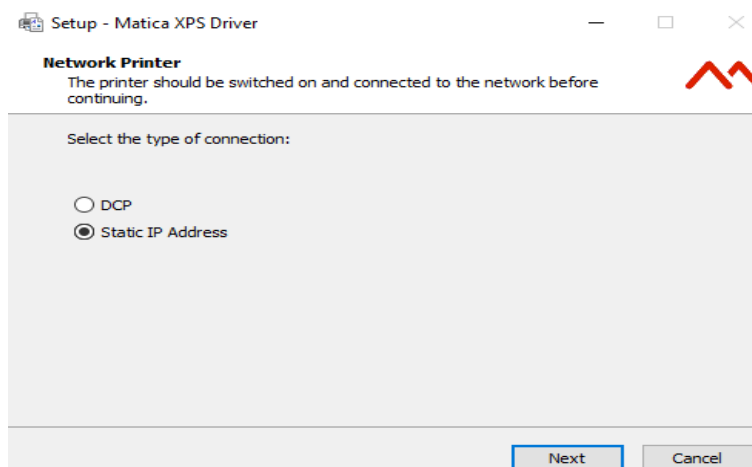 Setup - Matica XPS Driver
Network Printer
The printer should be switched on and connected to the network before
continuing.
Select the type of connection:
DCP
Static IP Address
Next
Cancel